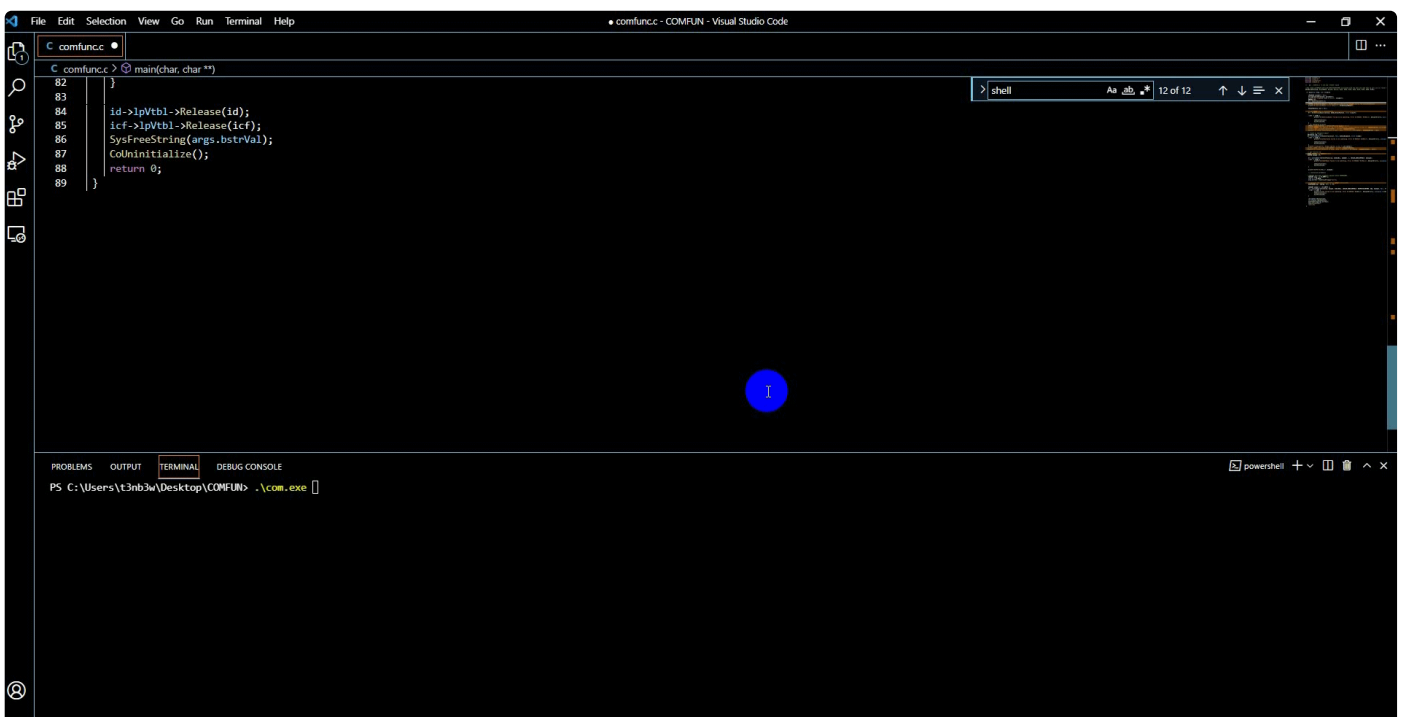 File Edit Selection View Go Run Terminal Help
● comfunc.c - COMFUN - Visual Studio Code
C comfunc.c ●
C comfunc.c > main(char, char **)
shell Aa ab .* 12 of 12
82 }
83
84 id->lpVtbl->Release(id);
85 icf->lpVtbl->Release(icf);
86 SysFreeString(args.bstrVal);
87 CoUninitialize();
88 return 0;
89 }
1
PROBLEMS OUTPUT TERMINAL DEBUG CONSOLE
powershell
PS C:\Users\t3nb3w\Desktop\COMFUN> .\com.exe